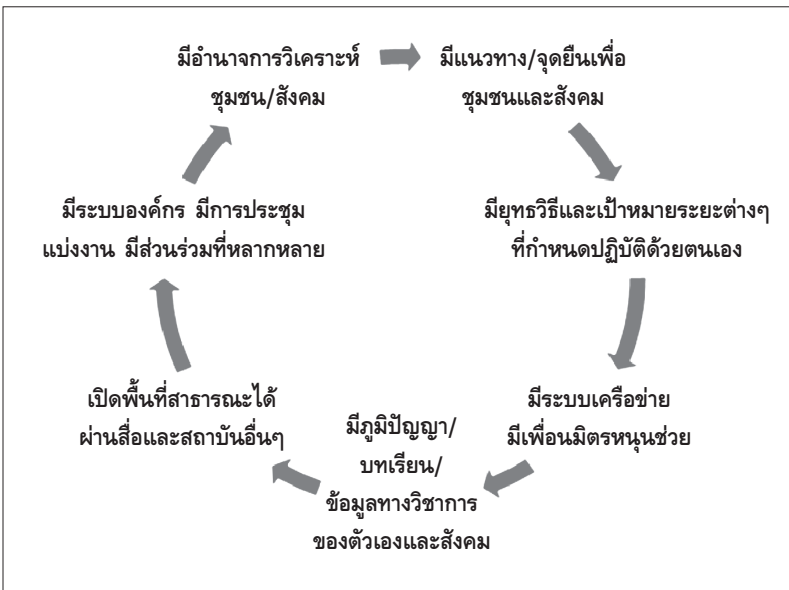 มีอำนาจการวิเคราะห์
ชุมชน/สังคม
มีแนวทาง/จุดยืนเพื่อ
ชุมชนและสังคม
มียุทธวิธีและเป้าหมายระยะต่างๆ
ที่กำหนดปฏิบัติด้วยตนเอง
มีระบบเครือข่าย
มีเพื่อนมิตรหนุนช่วย
มีภูมิปัญญา/
บทเรียน/
ข้อมูลทางวิชาการ
ของตัวเองและสังคม
เปิดพื้นที่สาธารณะได้
ผ่านสื่อและสถาบันอื่นๆ
มีระบบองค์กร มีการประชุม
แบ่งงาน มีส่วนร่วมที่หลากหลาย